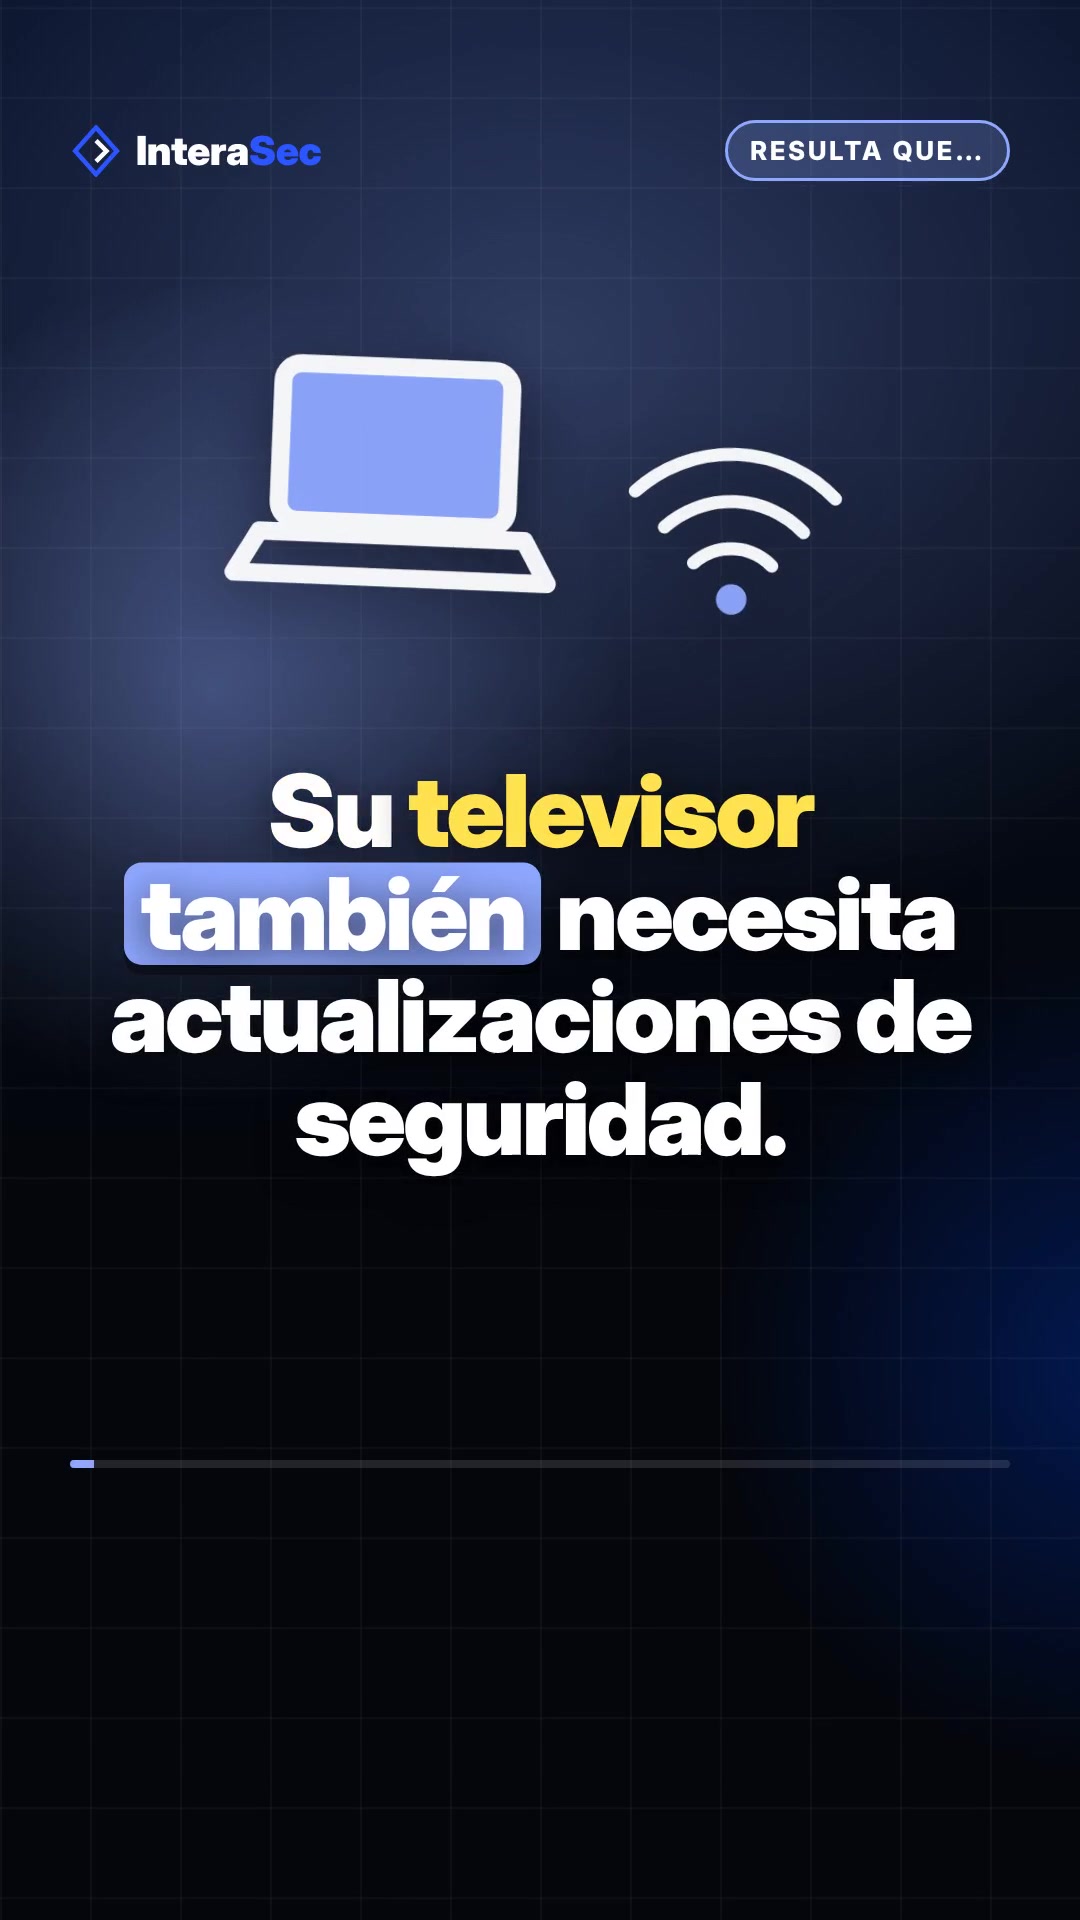 InteraSec
RESULTA QUE...
Su televisor
también necesita
actualizaciones de
seguridad.